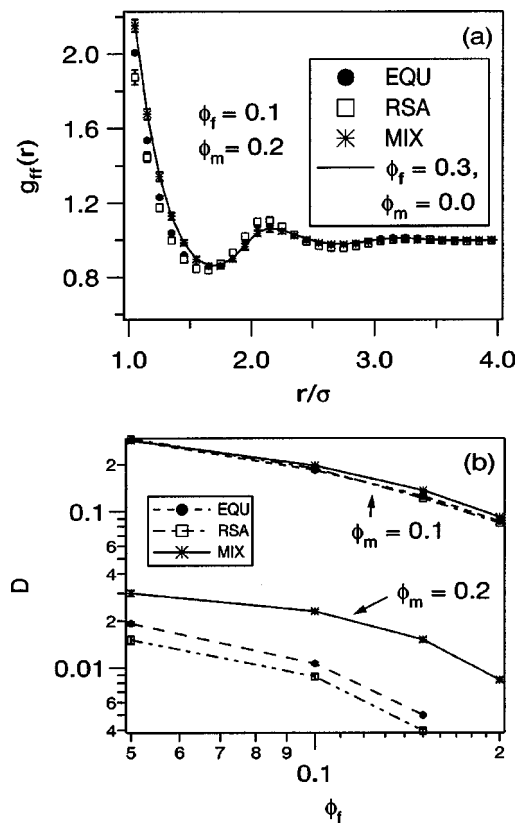 (a)
2.0
1.6
1.2
0.8
g_ff(r)
ϕ_f = 0.1
ϕ_m = 0.2
EQU
RSA
MIX
ϕ_f = 0.3,
ϕ_m = 0.0
1.0 2.0 3.0 4.0
r/σ
(b)
2
0.1
8
6
4
2
0.01
8
6
4
D
EQU
RSA
MIX
ϕ_m = 0.1
ϕ_m = 0.2
5 6 7 8 9 2
0.1
ϕ_f